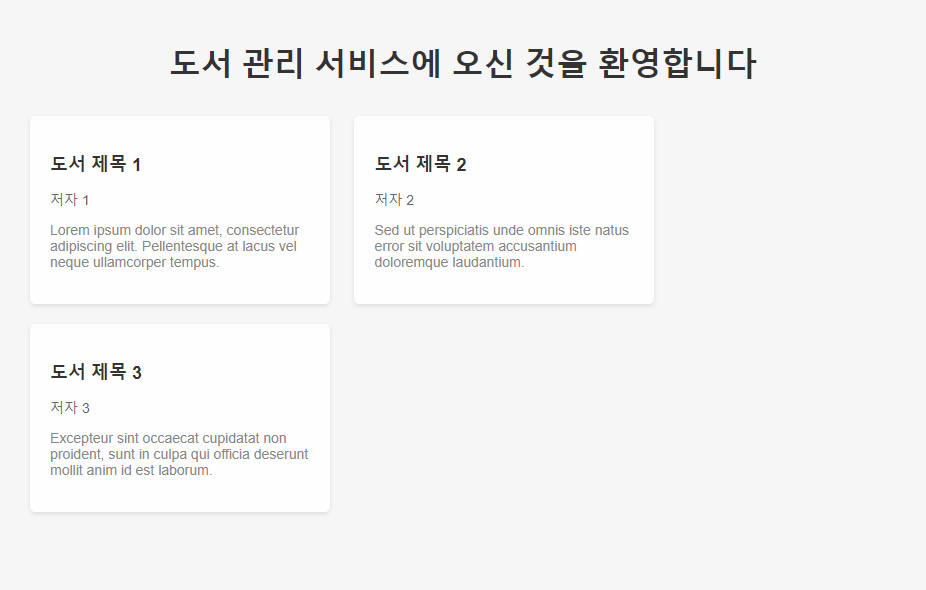 도서 관리 서비스에 오신 것을 환영합니다
도서 제목 1
저자 1
Lorem ipsum dolor sit amet, consectetur
adipiscing elit. Pellentesque at lacus vel
neque ullamcorper tempus.
도서 제목 2
저자 2
Sed ut perspiciatis unde omnis iste natus
error sit voluptatem accusantium
doloremque laudantium.
도서 제목 3
저자 3
Excepteur sint occaecat cupidatat non
proident, sunt in culpa qui officia deserunt
mollit anim id est laborum.